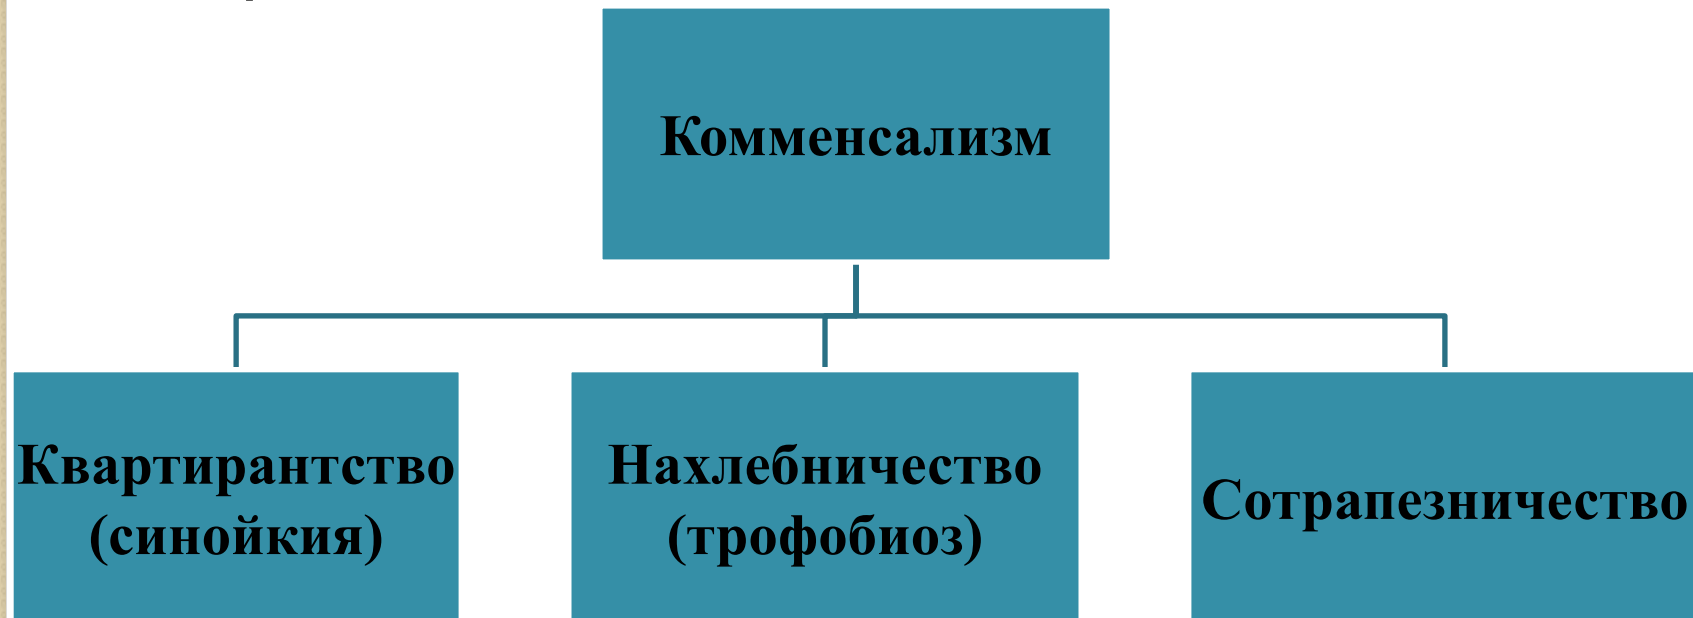 Комменсализм
Квартирантство
(синойкия)
Нахлебничество
(трофобиоз)
Сотрапезничество